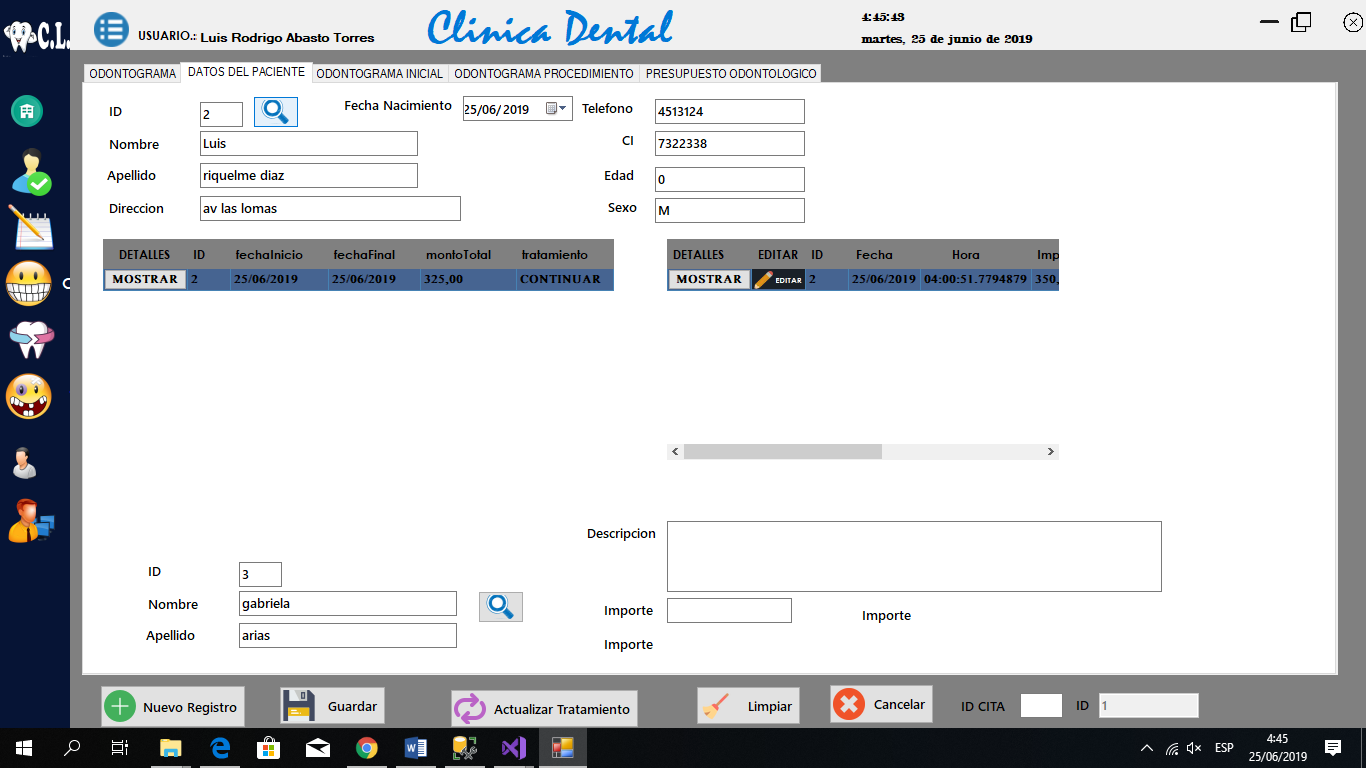 C.L.
USUARIO.: Luis Rodrigo Abasto Torres
Clinica Dental
4:45:43
martes, 25 de junio de 2019
ODONTOGRAMA DATOS DEL PACIENTE ODONTOGRAMA INICIAL ODONTOGRAMA PROCEDIMIENTO PRESUPUESTO ODONTOLOGICO
ID 2 Fecha Nacimiento 25/06/2019 Telefono 4513124
Nombre Luis CI 7322338
Apellido riquelme diaz Edad 0
Direccion av las lomas Sexo M
DETALLES ID fechaInicio fechaFinal montoTotal tratamiento
MOSTRAR 2 25/06/2019 25/06/2019 325,00 CONTINUAR
DETALLES EDITAR ID Fecha Hora Imp
MOSTRAR EDITAR 2 25/06/2019 04:00:51.7794879 350,
Descripcion
ID 3
Nombre gabriela
Apellido arias
Importe Importe
Importe
Nuevo Registro Guardar Actualizar Tratamiento Limpiar Cancelar ID CITA ID 1
ESP 4:45
25/06/2019